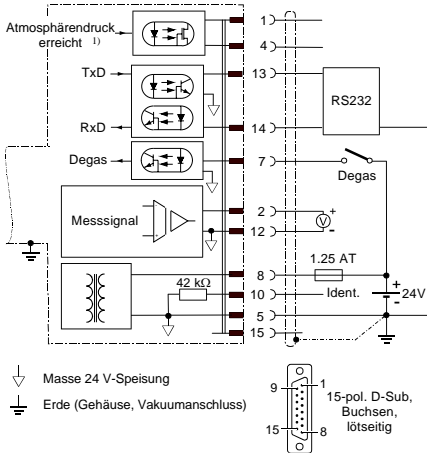 Atmosphärendruck
erreicht 1)
1
4
TxD
13
RS232
RxD
14
Degas
7
Degas
Messsignal
2
+
V
12
-
8
1.25 AT
42 kΩ
10
Ident.
+
24V
-
5
15
Masse 24 V-Speisung
Erde (Gehäuse, Vakuumanschluss)
9
1
15-pol. D-Sub,
Buchsen,
lötseitig
15
8